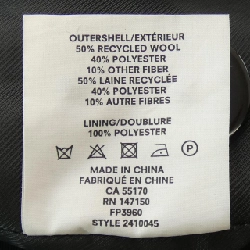 OUTERSHELL/EXTÉRIEUR
50% RECYCLED WOOL
40% POLYESTER
10% OTHER FIBER
50% LAINE RECYCLÉE
40% POLYESTER
10% AUTRE FIBRES
LINING/DOUBLURE
100% POLYESTER
P
MADE IN CHINA
FABRIQUÉ EN CHINE
CA 55170
RN 147150
FP3960
STYLE 2410045